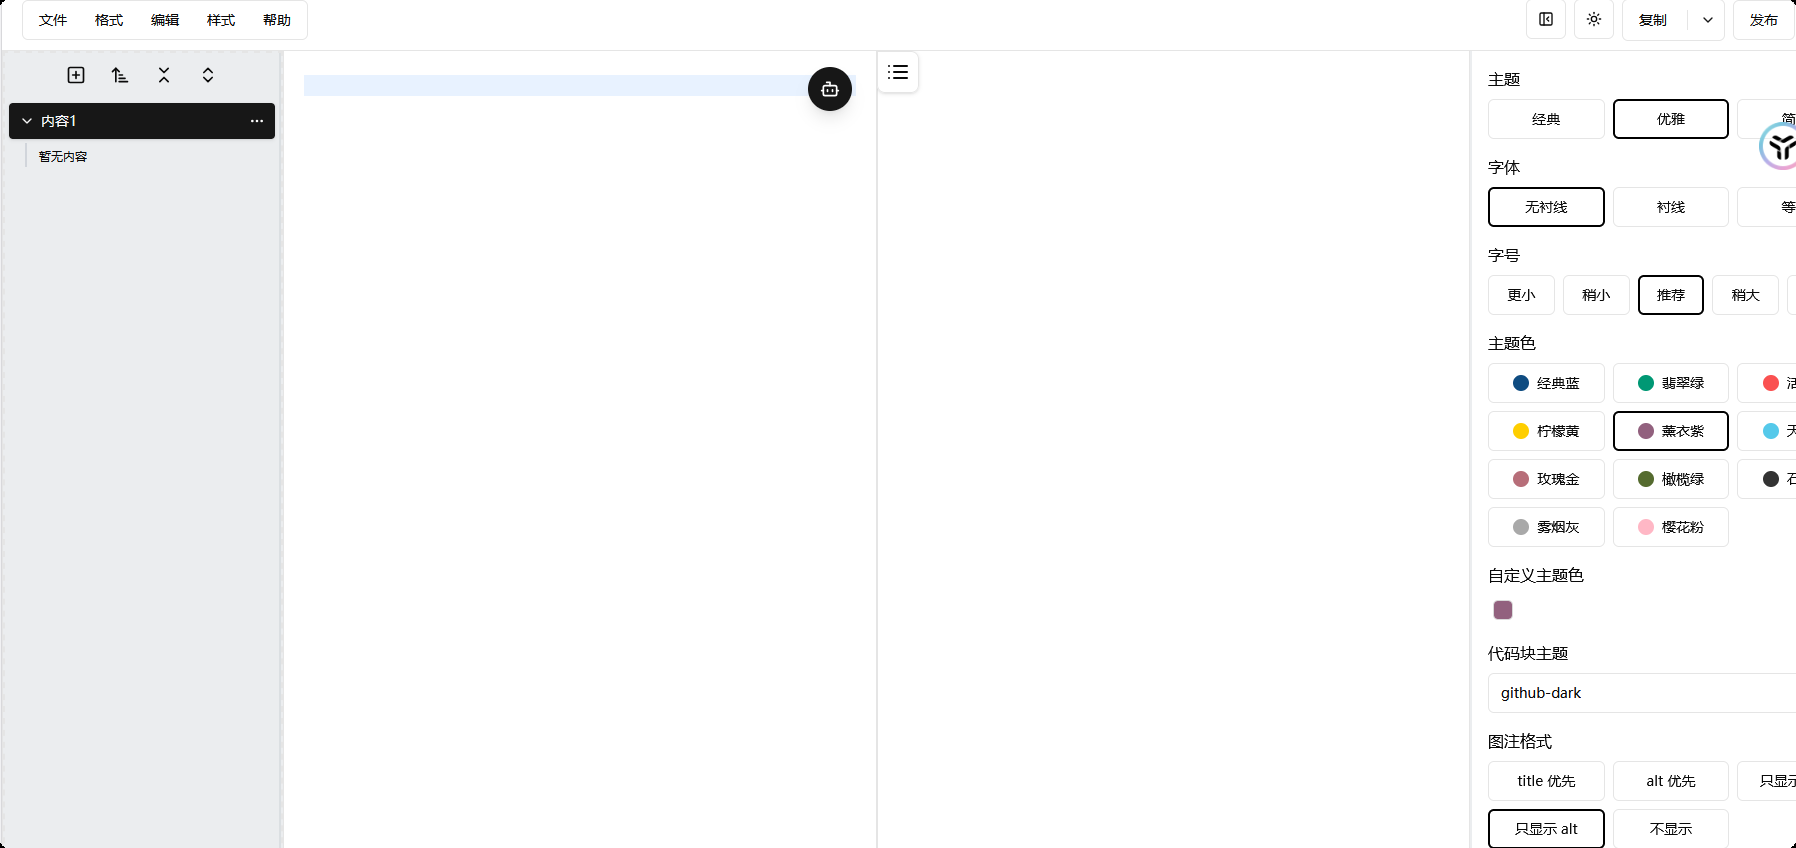 文件 格式 编辑 样式 帮助 复制 发布
内容1
暂无内容
主题
经典 优雅 简
字体
无衬线 衬线 等
字号
更小 稍小 推荐 稍大
主题色
经典蓝 翡翠绿 活
柠檬黄 薰衣紫 天
玫瑰金 橄榄绿 石
雾烟灰 樱花粉
自定义主题色
代码块主题
github-dark
图注格式
title 优先 alt 优先 只显示
只显示 alt 不显示